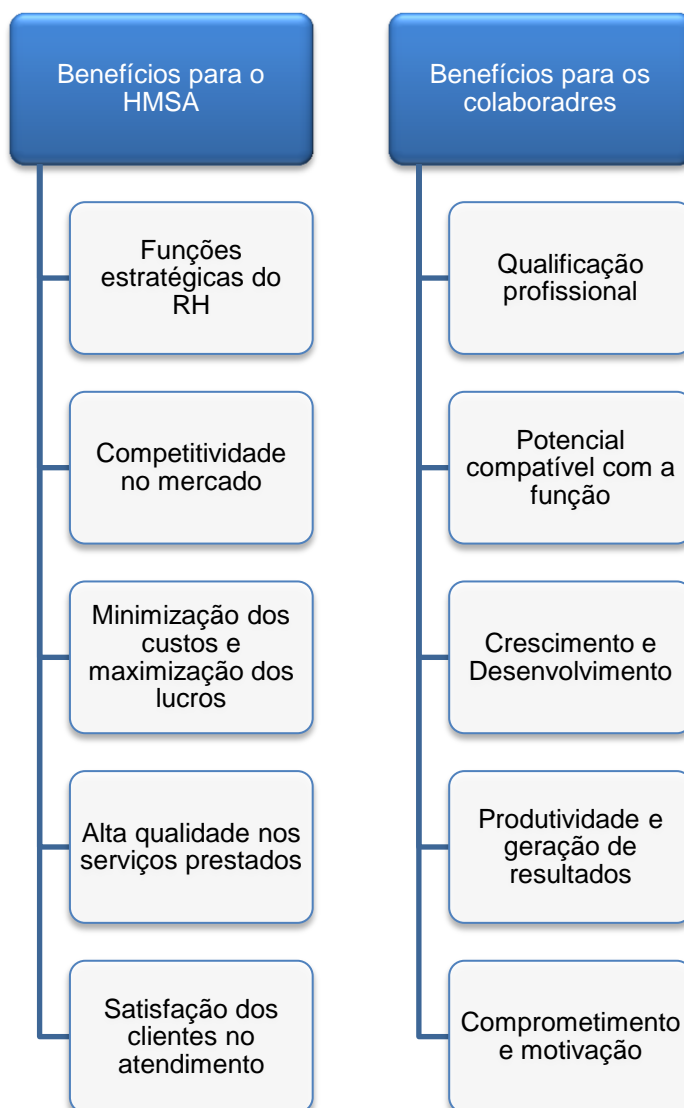 Benefícios para o
HMSA
Funções
estratégicas do
RH
Competitividade
no mercado
Minimização dos
custos e
maximização dos
lucros
Alta qualidade nos
serviços prestados
Satisfação dos
clientes no
atendimento
Benefícios para os
colaboradres
Qualificação
profissional
Potencial
compatível com a
função
Crescimento e
Desenvolvimento
Produtividade e
geração de
resultados
Comprometimento
e motivação